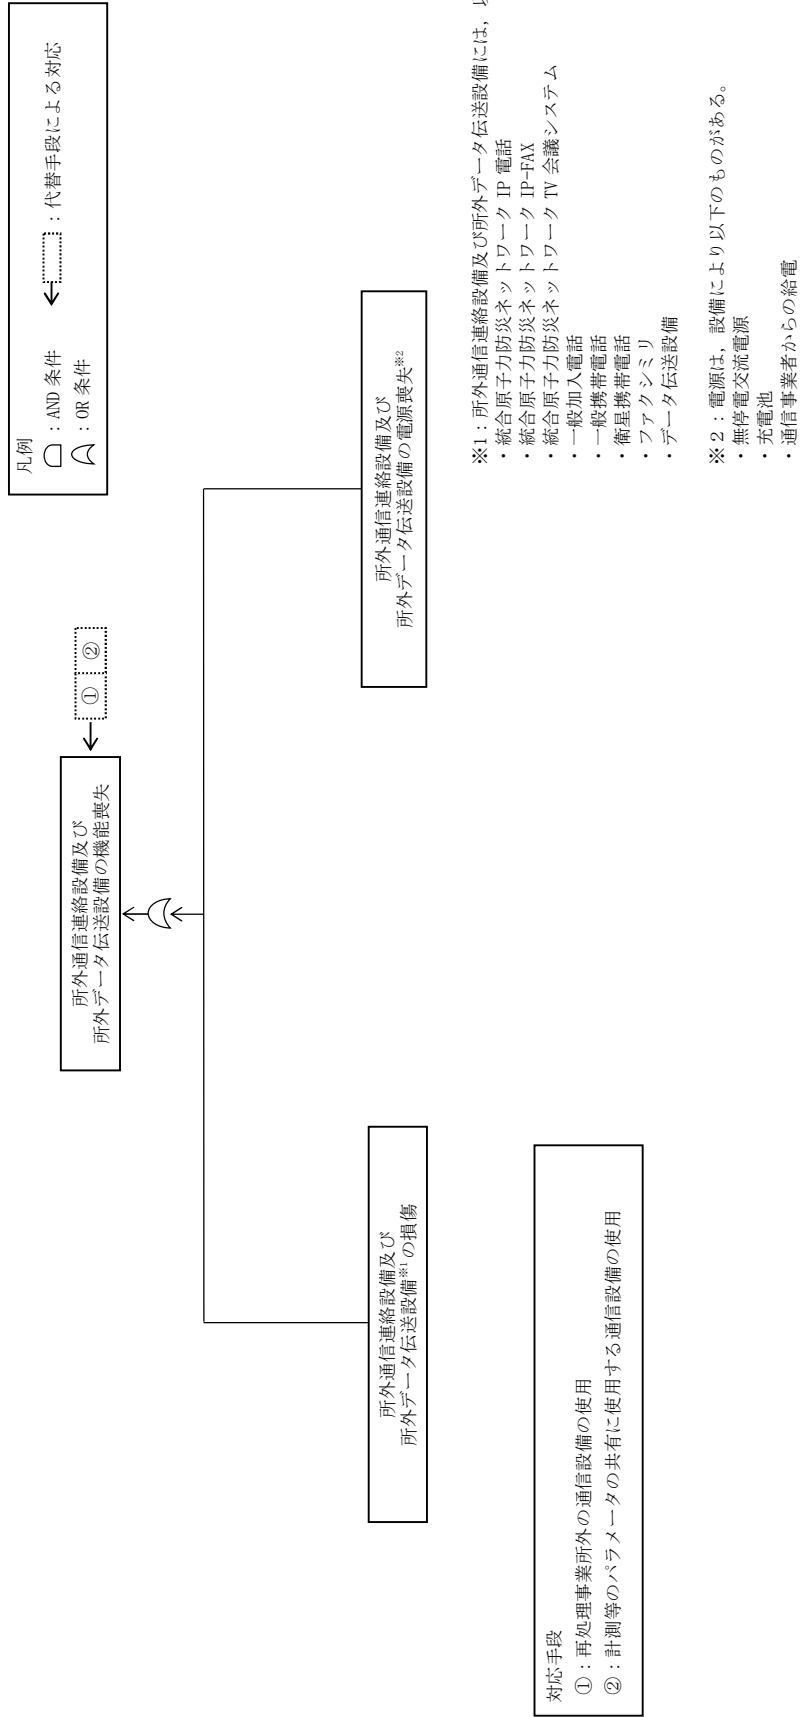 凡例
：AND 条件
：OR 条件
：代替手段による対応
所外通信連絡設備及び
所外データ伝送設備の機能喪失
① ②
所外通信連絡設備及び
所外データ伝送設備※1の損傷
所外通信連絡設備及び
所外データ伝送設備の電源喪失※2
対応手段
①：再処理事業所外の通信設備の使用
②：計測等のパラメータの共有に使用する通信設備の使用
※1：所外通信連絡設備及び所外データ伝送設備には，
・統合原子力防災ネットワーク IP 電話
・統合原子力防災ネットワーク IP-FAX
・統合原子力防災ネットワーク TV 会議システム
・一般加入電話
・一般携帯電話
・衛星携帯電話
・ファクシミリ
・データ伝送設備
※2：電源は，設備により以下のものがある。
・無停電交流電源
・充電池
・通信事業者からの給電